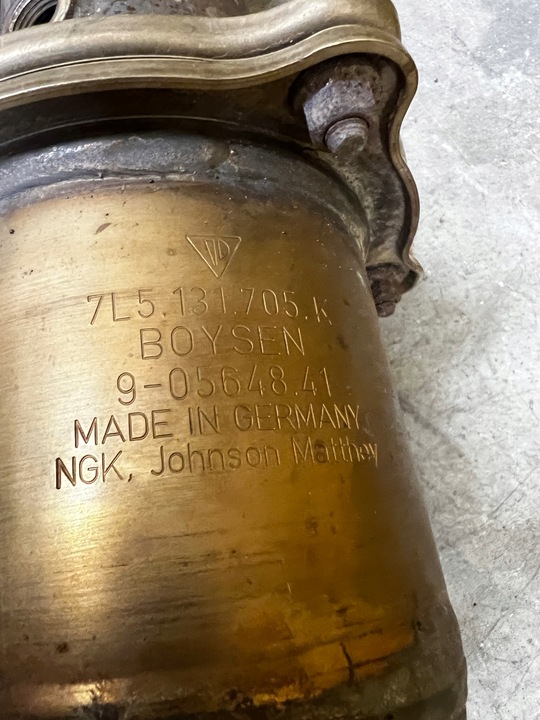 7L5.131.705.K
BOYSEN
9-05648.41
MADE IN GERMANY
NGK, Johnson Matthey